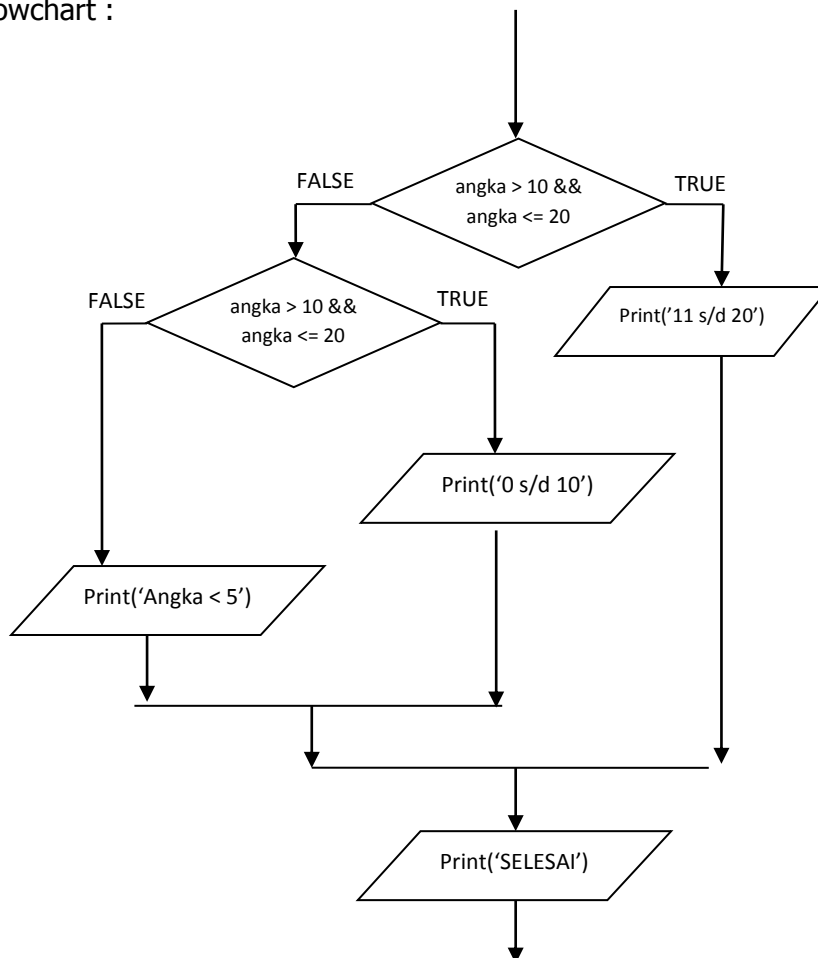 owchart :
FALSE
angka > 10 &&
angka <= 20
TRUE
FALSE
angka > 10 &&
angka <= 20
TRUE
Print('11 s/d 20')
Print(‘0 s/d 10’)
Print(‘Angka < 5’)
Print(‘SELESAI’)